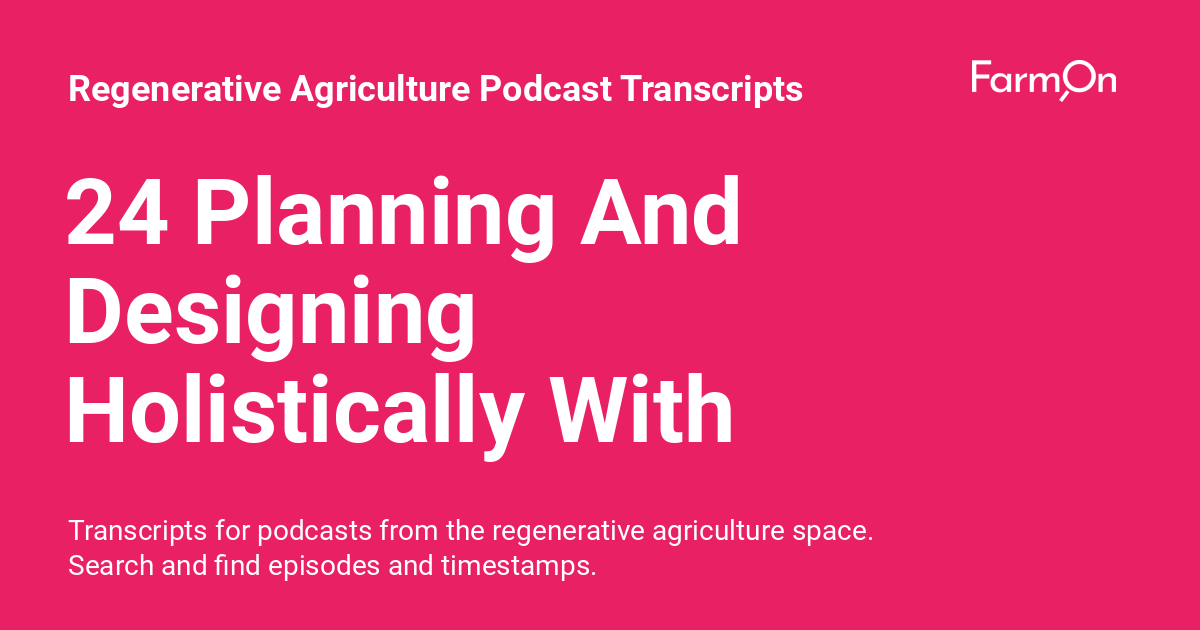 Regenerative Agriculture Podcast Transcripts
FarmOn
24 Planning And
Designing
Holistically With
Transcripts for podcasts from the regenerative agriculture space.
Search and find episodes and timestamps.